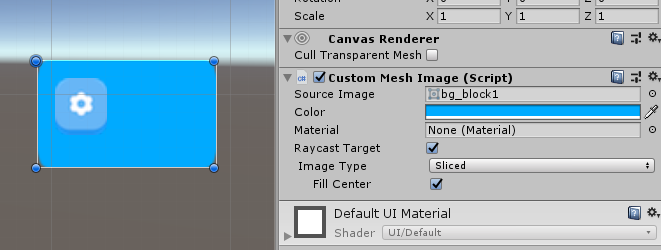 Scale X 1 Y 1 Z 1
Canvas Renderer
Cull Transparent Mesh
Custom Mesh Image (Script)
Source Image bg_block1
Color
Material None (Material)
Raycast Target
Image Type Sliced
Fill Center
Default UI Material
Shader UI/Default